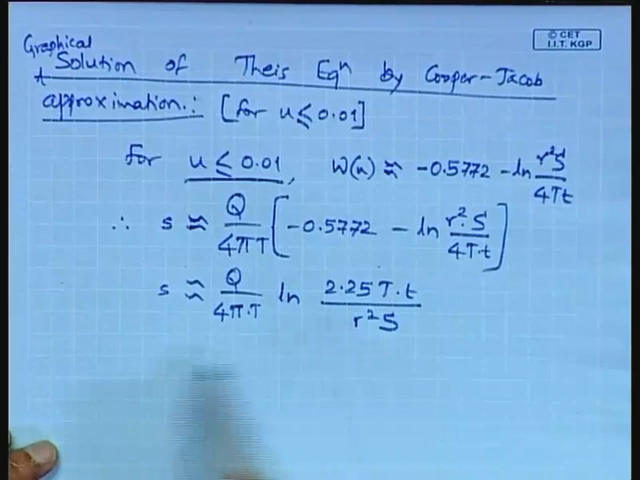 © CET
I.I.T. KGP
Graphical
Solution of Theis Eqⁿ by Cooper-Jacob
approximation.: [for u ≤ 0.01]
For u ≤ 0.01, W(u) ≈ -0.5772 - ln r²S/4Tt
∴ s ≈ Q/4πT [-0.5772 - ln r².S/4T.t]
s ≈ Q/4π.T ln 2.25T.t/r²S